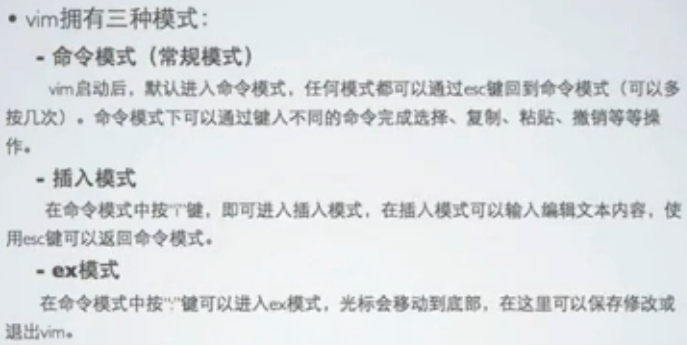 • vim拥有三种模式：
- 命令模式（常规模式）
vim启动后，默认进入命令模式，任何模式都可以通过esc键回到命令模式（可以多
按几次）。命令模式下可以通过键入不同的命令完成选择、复制、粘贴、撤销等等操
作。
- 插入模式
在命令模式中按“i”键，即可进入插入模式，在插入模式可以输入编辑文本内容，使
用esc键可以返回命令模式。
- ex模式
在命令模式中按“:”键可以进入ex模式，光标会移动到底部，在这里可以保存修改或
退出vim。